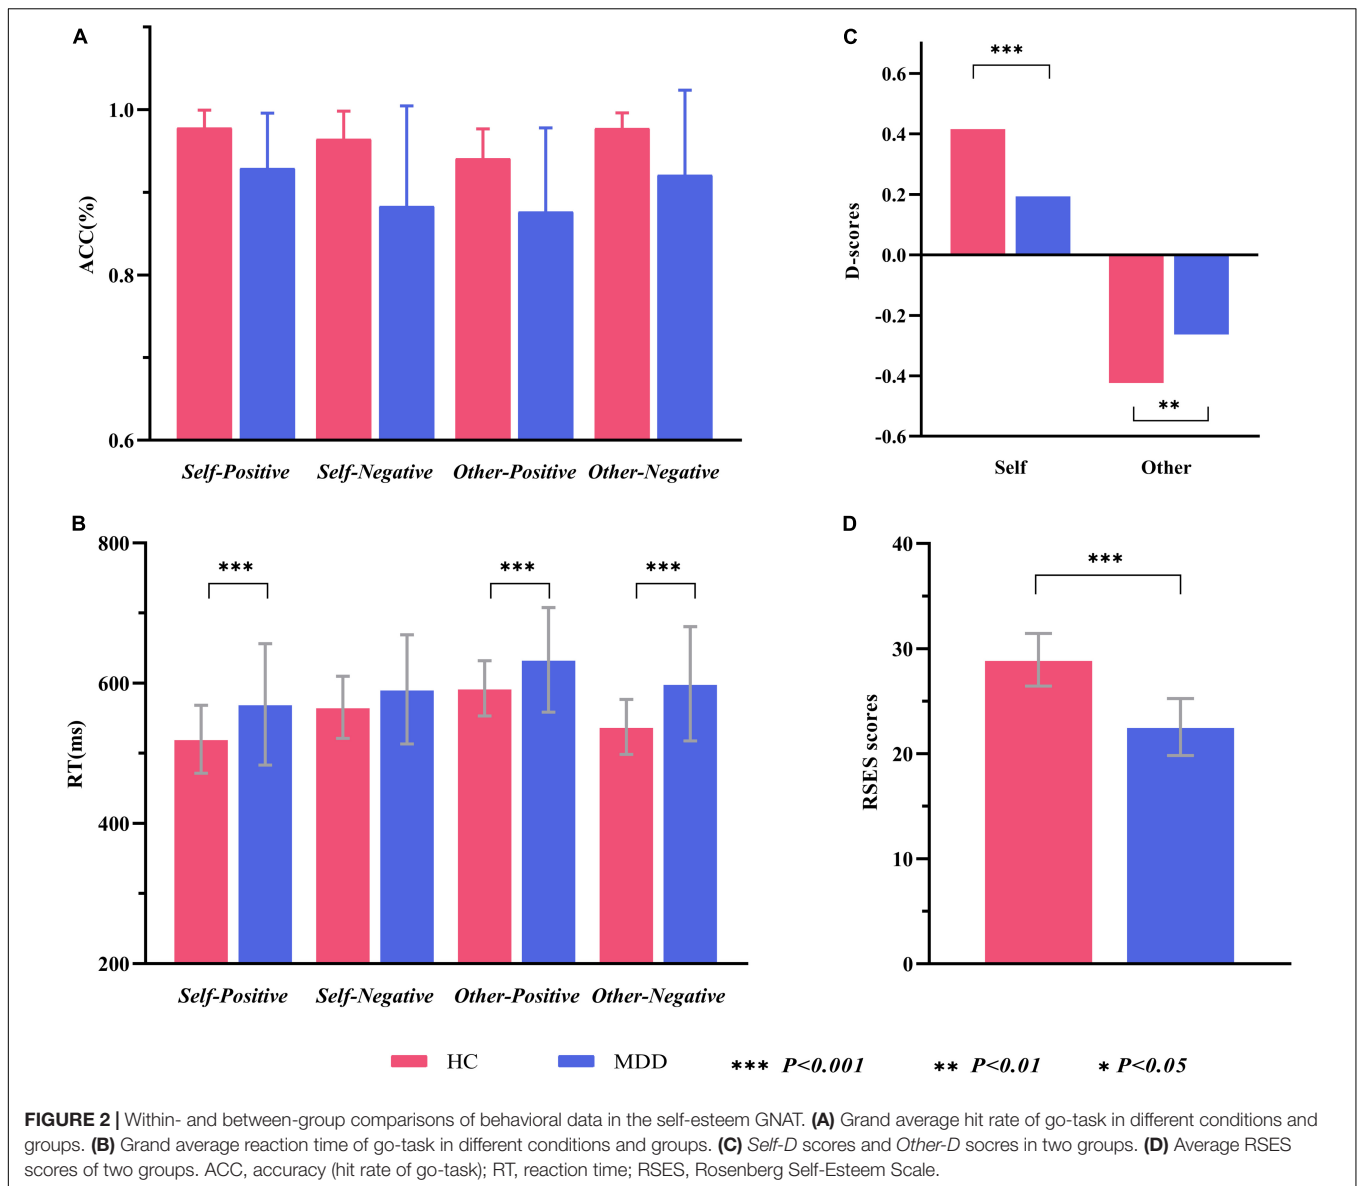 A
ACC(%)
1.0
0.8
0.6
Self-Positive Self-Negative Other-Positive Other-Negative
C
D-scores
***
0.6
0.4
0.2
0.0
-0.2
-0.4
-0.6
**
Self Other
B
RT(ms)
800
600
400
200
*** *** ***
Self-Positive Self-Negative Other-Positive Other-Negative
D
RSES scores
40
30
20
10
0
***
HC MDD *** P<0.001 ** P<0.01 * P<0.05
FIGURE 2 | Within- and between-group comparisons of behavioral data in the self-esteem GNAT. (A) Grand average hit rate of go-task in different conditions and
groups. (B) Grand average reaction time of go-task in different conditions and groups. (C) Self-D scores and Other-D socres in two groups. (D) Average RSES
scores of two groups. ACC, accuracy (hit rate of go-task); RT, reaction time; RSES, Rosenberg Self-Esteem Scale.